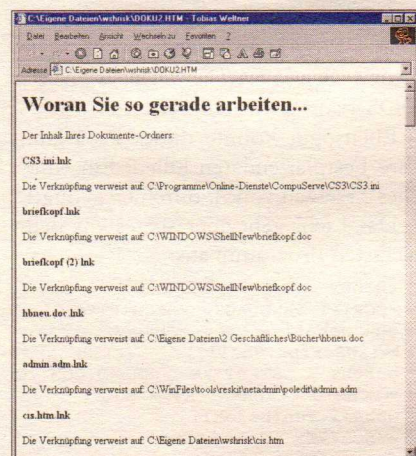 C:\Eigene Dateien\wshrisk\DOKU2.HTM - Tobias Weltner
Datei Bearbeiten Ansicht Wechseln zu Favoriten ?
Adresse C:\Eigene Dateien\wshrisk\DOKU2.HTM
Woran Sie so gerade arbeiten...
Der Inhalt Ihres Dokumente-Ordners:
CS3.ini.lnk
Die Verknüpfung verweist auf: C:\Programme\Online-Dienste\CompuServe\CS3\CS3.ini
briefkopf.lnk
Die Verknüpfung verweist auf: C:\WINDOWS\ShellNew\briefkopf.doc
briefkopf (2).lnk
Die Verknüpfung verweist auf: C:\WINDOWS\ShellNew\briefkopf.doc
hbneu.doc.lnk
Die Verknüpfung verweist auf: C:\Eigene Dateien\2 Geschäftliches\Bücher\hbneu.doc
admin.adm.lnk
Die Verknüpfung verweist auf: C:\WinFiles\tools\reskit\netadmin\poledit\admin.adm
cis.htm.lnk
Die Verknüpfung verweist auf: C:\Eigene Dateien\wshrisk\cis.htm